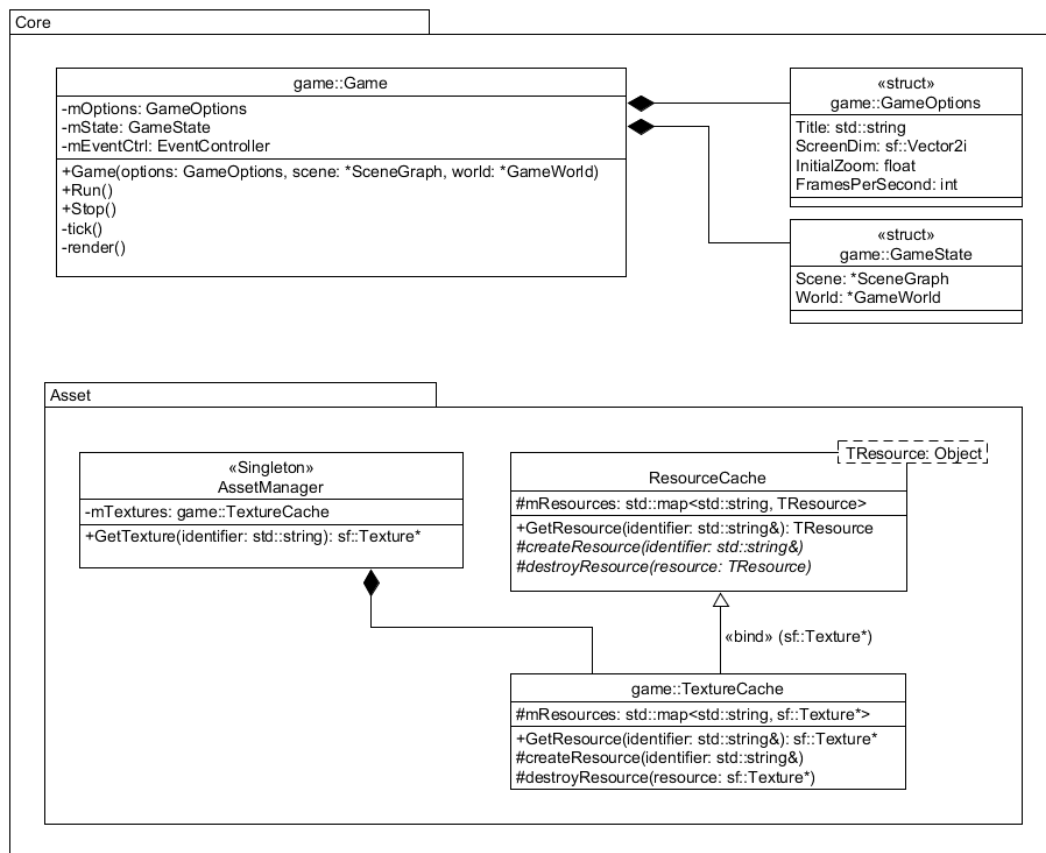 Core
game::Game
-mOptions: GameOptions
-mState: GameState
-mEventCtrl: EventController
+Game(options: GameOptions, scene: *SceneGraph, world: *GameWorld)
+Run()
+Stop()
-tick()
-render()
«struct»
game::GameOptions
Title: std::string
ScreenDim: sf::Vector2i
InitialZoom: float
FramesPerSecond: int
«struct»
game::GameState
Scene: *SceneGraph
World: *GameWorld
Asset
«Singleton»
AssetManager
-mTextures: game::TextureCache
+GetTexture(identifier: std::string): sf::Texture*
TResource: Object
ResourceCache
#mResources: std::map<std::string, TResource>
+GetResource(identifier: std::string&): TResource
#createResource(identifier: std::string&)
#destroyResource(resource: TResource)
«bind» (sf::Texture*)
game::TextureCache
#mResources: std::map<std::string, sf::Texture*>
+GetResource(identifier: std::string&): sf::Texture*
#createResource(identifier: std::string&)
#destroyResource(resource: sf::Texture*)